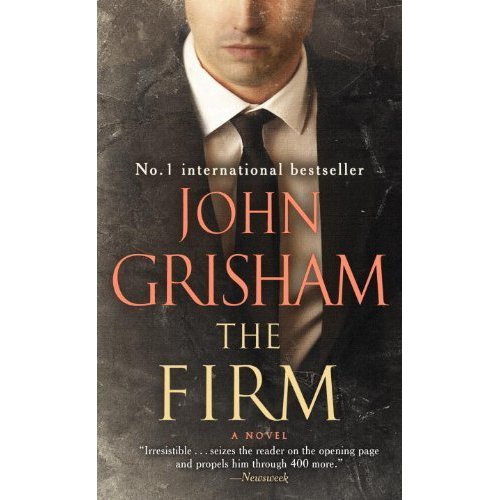 No.1 international bestseller
JOHN
GRISHAM
THE
FIRM
A NOVEL
"Irresistible . . . seizes the reader on the opening page
and propels him through 400 more."
—Newsweek